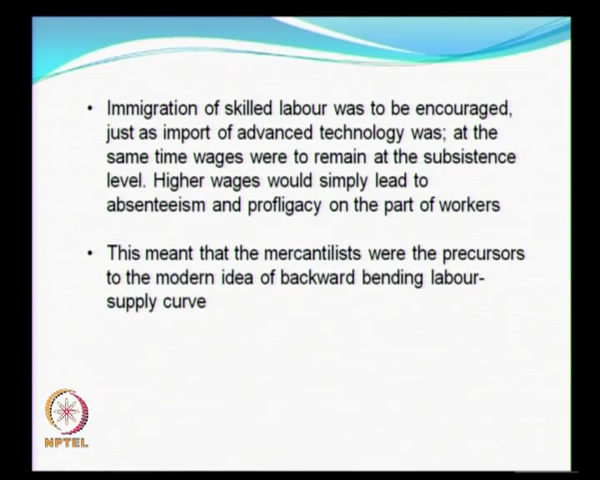 • Immigration of skilled labour was to be encouraged,
just as import of advanced technology was; at the
same time wages were to remain at the subsistence
level. Higher wages would simply lead to
absenteeism and profligacy on the part of workers
• This meant that the mercantilists were the precursors
to the modern idea of backward bending labour-
supply curve
NPTEL